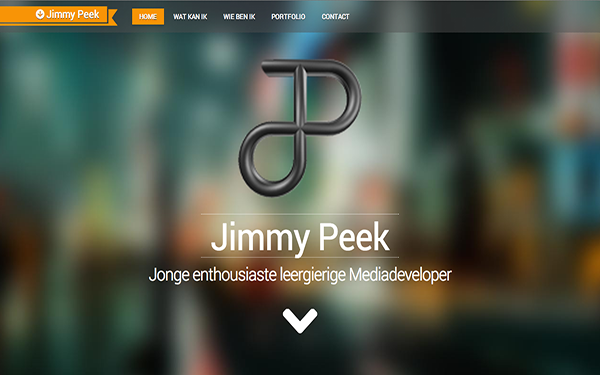 Jimmy Peek
HOME WAT KAN IK WIE BEN IK PORTFOLIO CONTACT
Jimmy Peek
Jonge enthousiaste leergierige Mediadeveloper